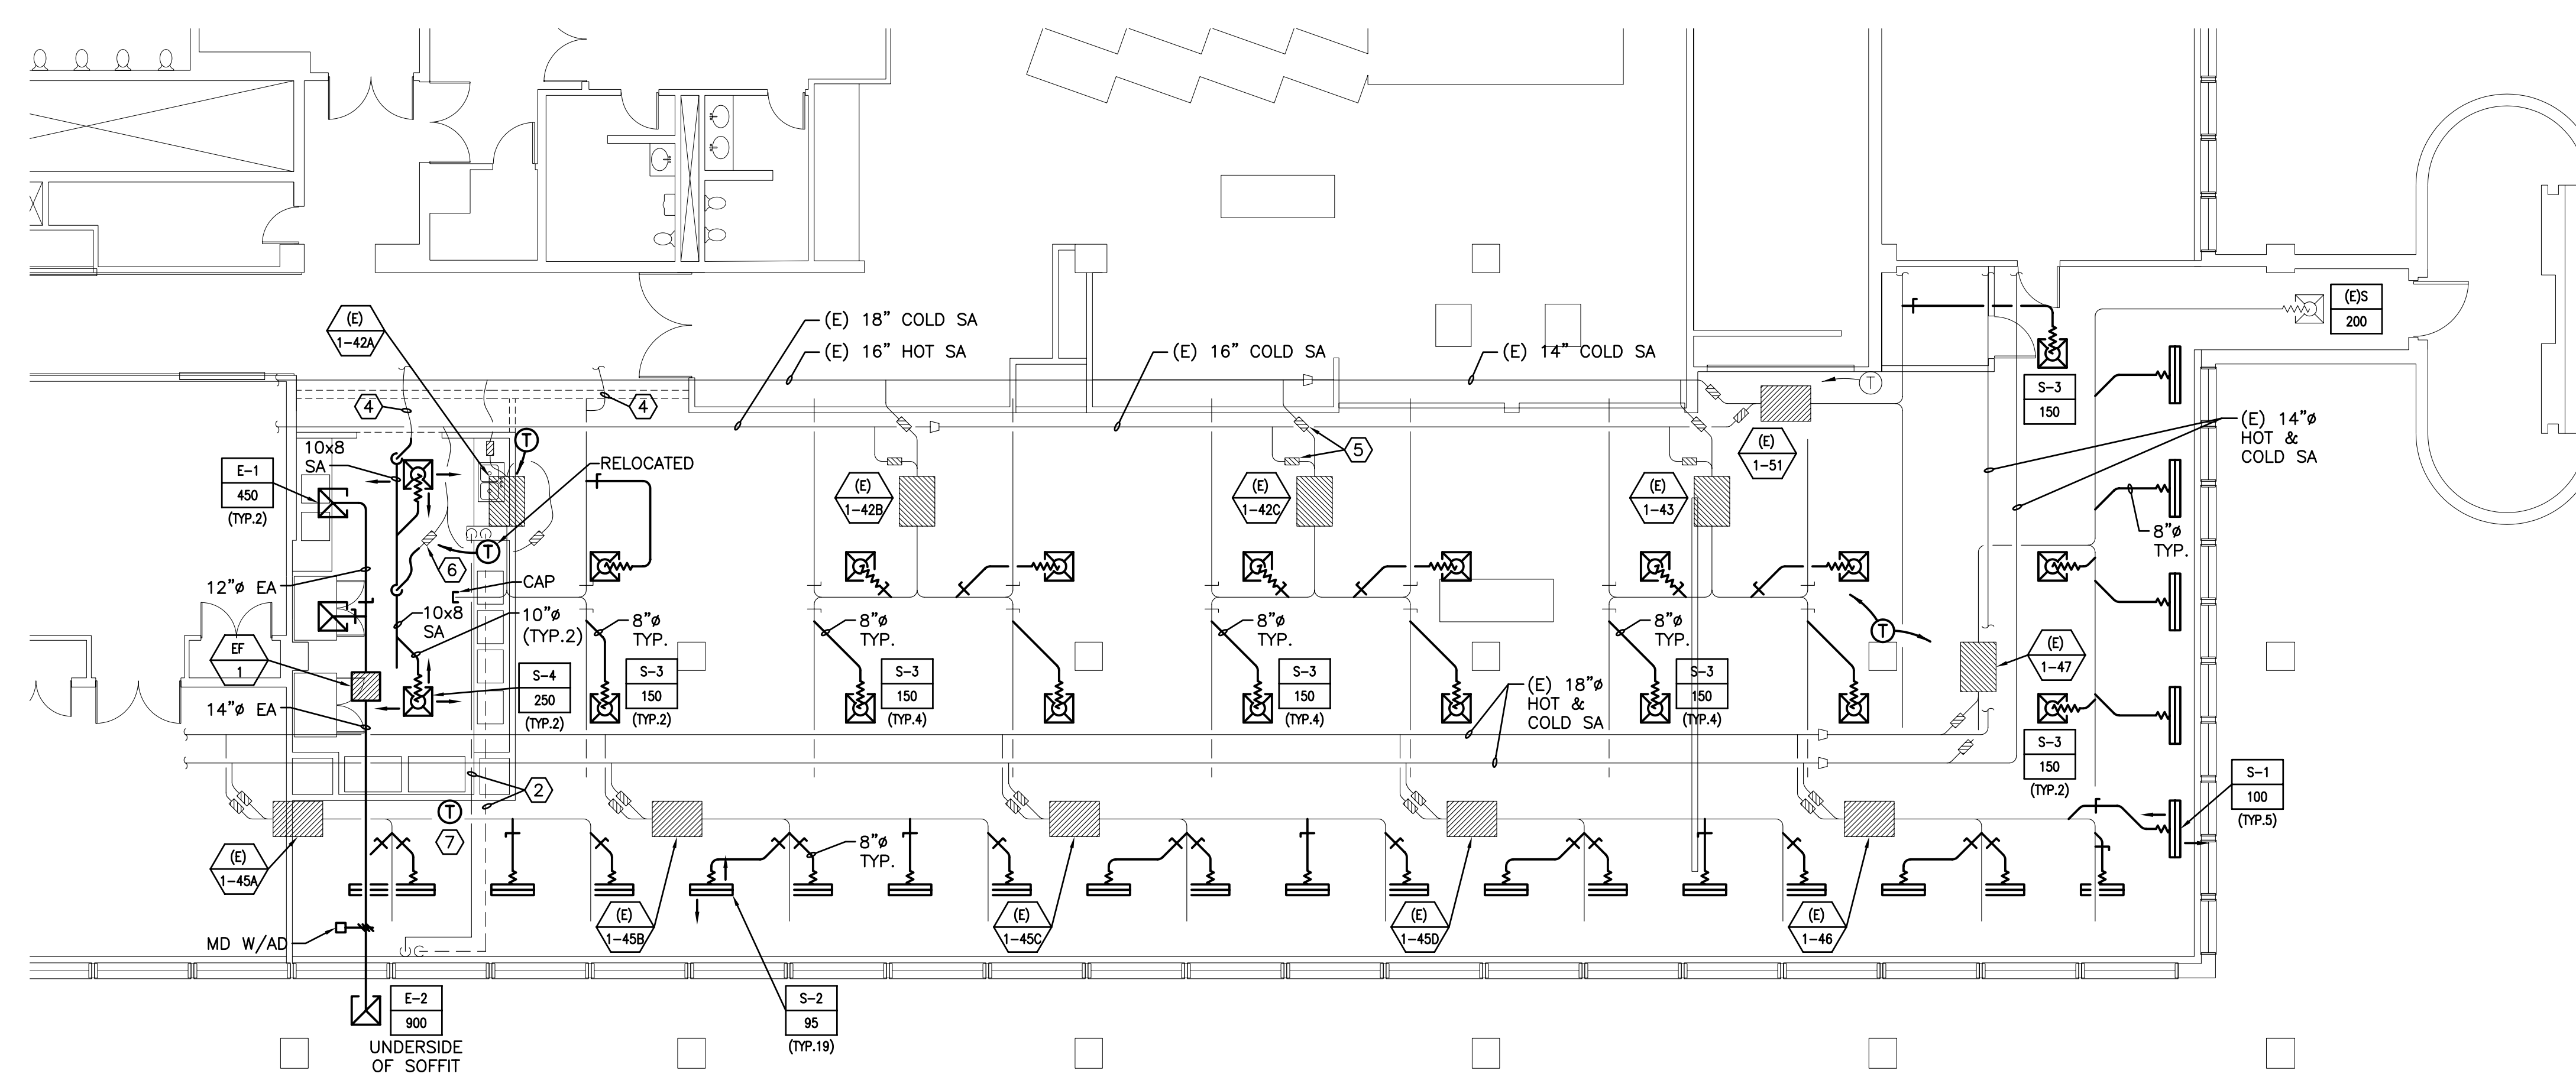 (E)
1-42A
(E) 18" COLD SA
(E) 16" HOT SA
(E) 16" COLD SA
(E) 14" COLD SA
(E)S
200
T
S-3
150
4
4
10x8
SA
T
RELOCATED
E-1
450
(TYP.2)
(E)
1-42B
(E)
1-42C
5
(E)
1-43
(E)
1-51
(E) 14"ø
HOT &
COLD SA
8"ø
TYP.
T
6
CAP
12"ø EA
10x8
SA
10"ø
(TYP.2)
8"ø
TYP.
8"ø
TYP.
8"ø
TYP.
8"ø
TYP.
T
EF
1
S-4
250
(TYP.2)
S-3
150
(TYP.2)
S-3
150
(TYP.4)
S-3
150
(TYP.4)
S-3
150
(TYP.4)
(E)
1-47
14"ø EA
(E) 18"ø
HOT &
COLD SA
S-3
150
(TYP.2)
2
S-1
100
(TYP.5)
T
7
8"ø
TYP.
(E)
1-45A
(E)
1-45B
(E)
1-45C
(E)
1-45D
(E)
1-46
MD W/AD
E-2
900
UNDERSIDE
OF SOFFIT
S-2
95
(TYP.19)